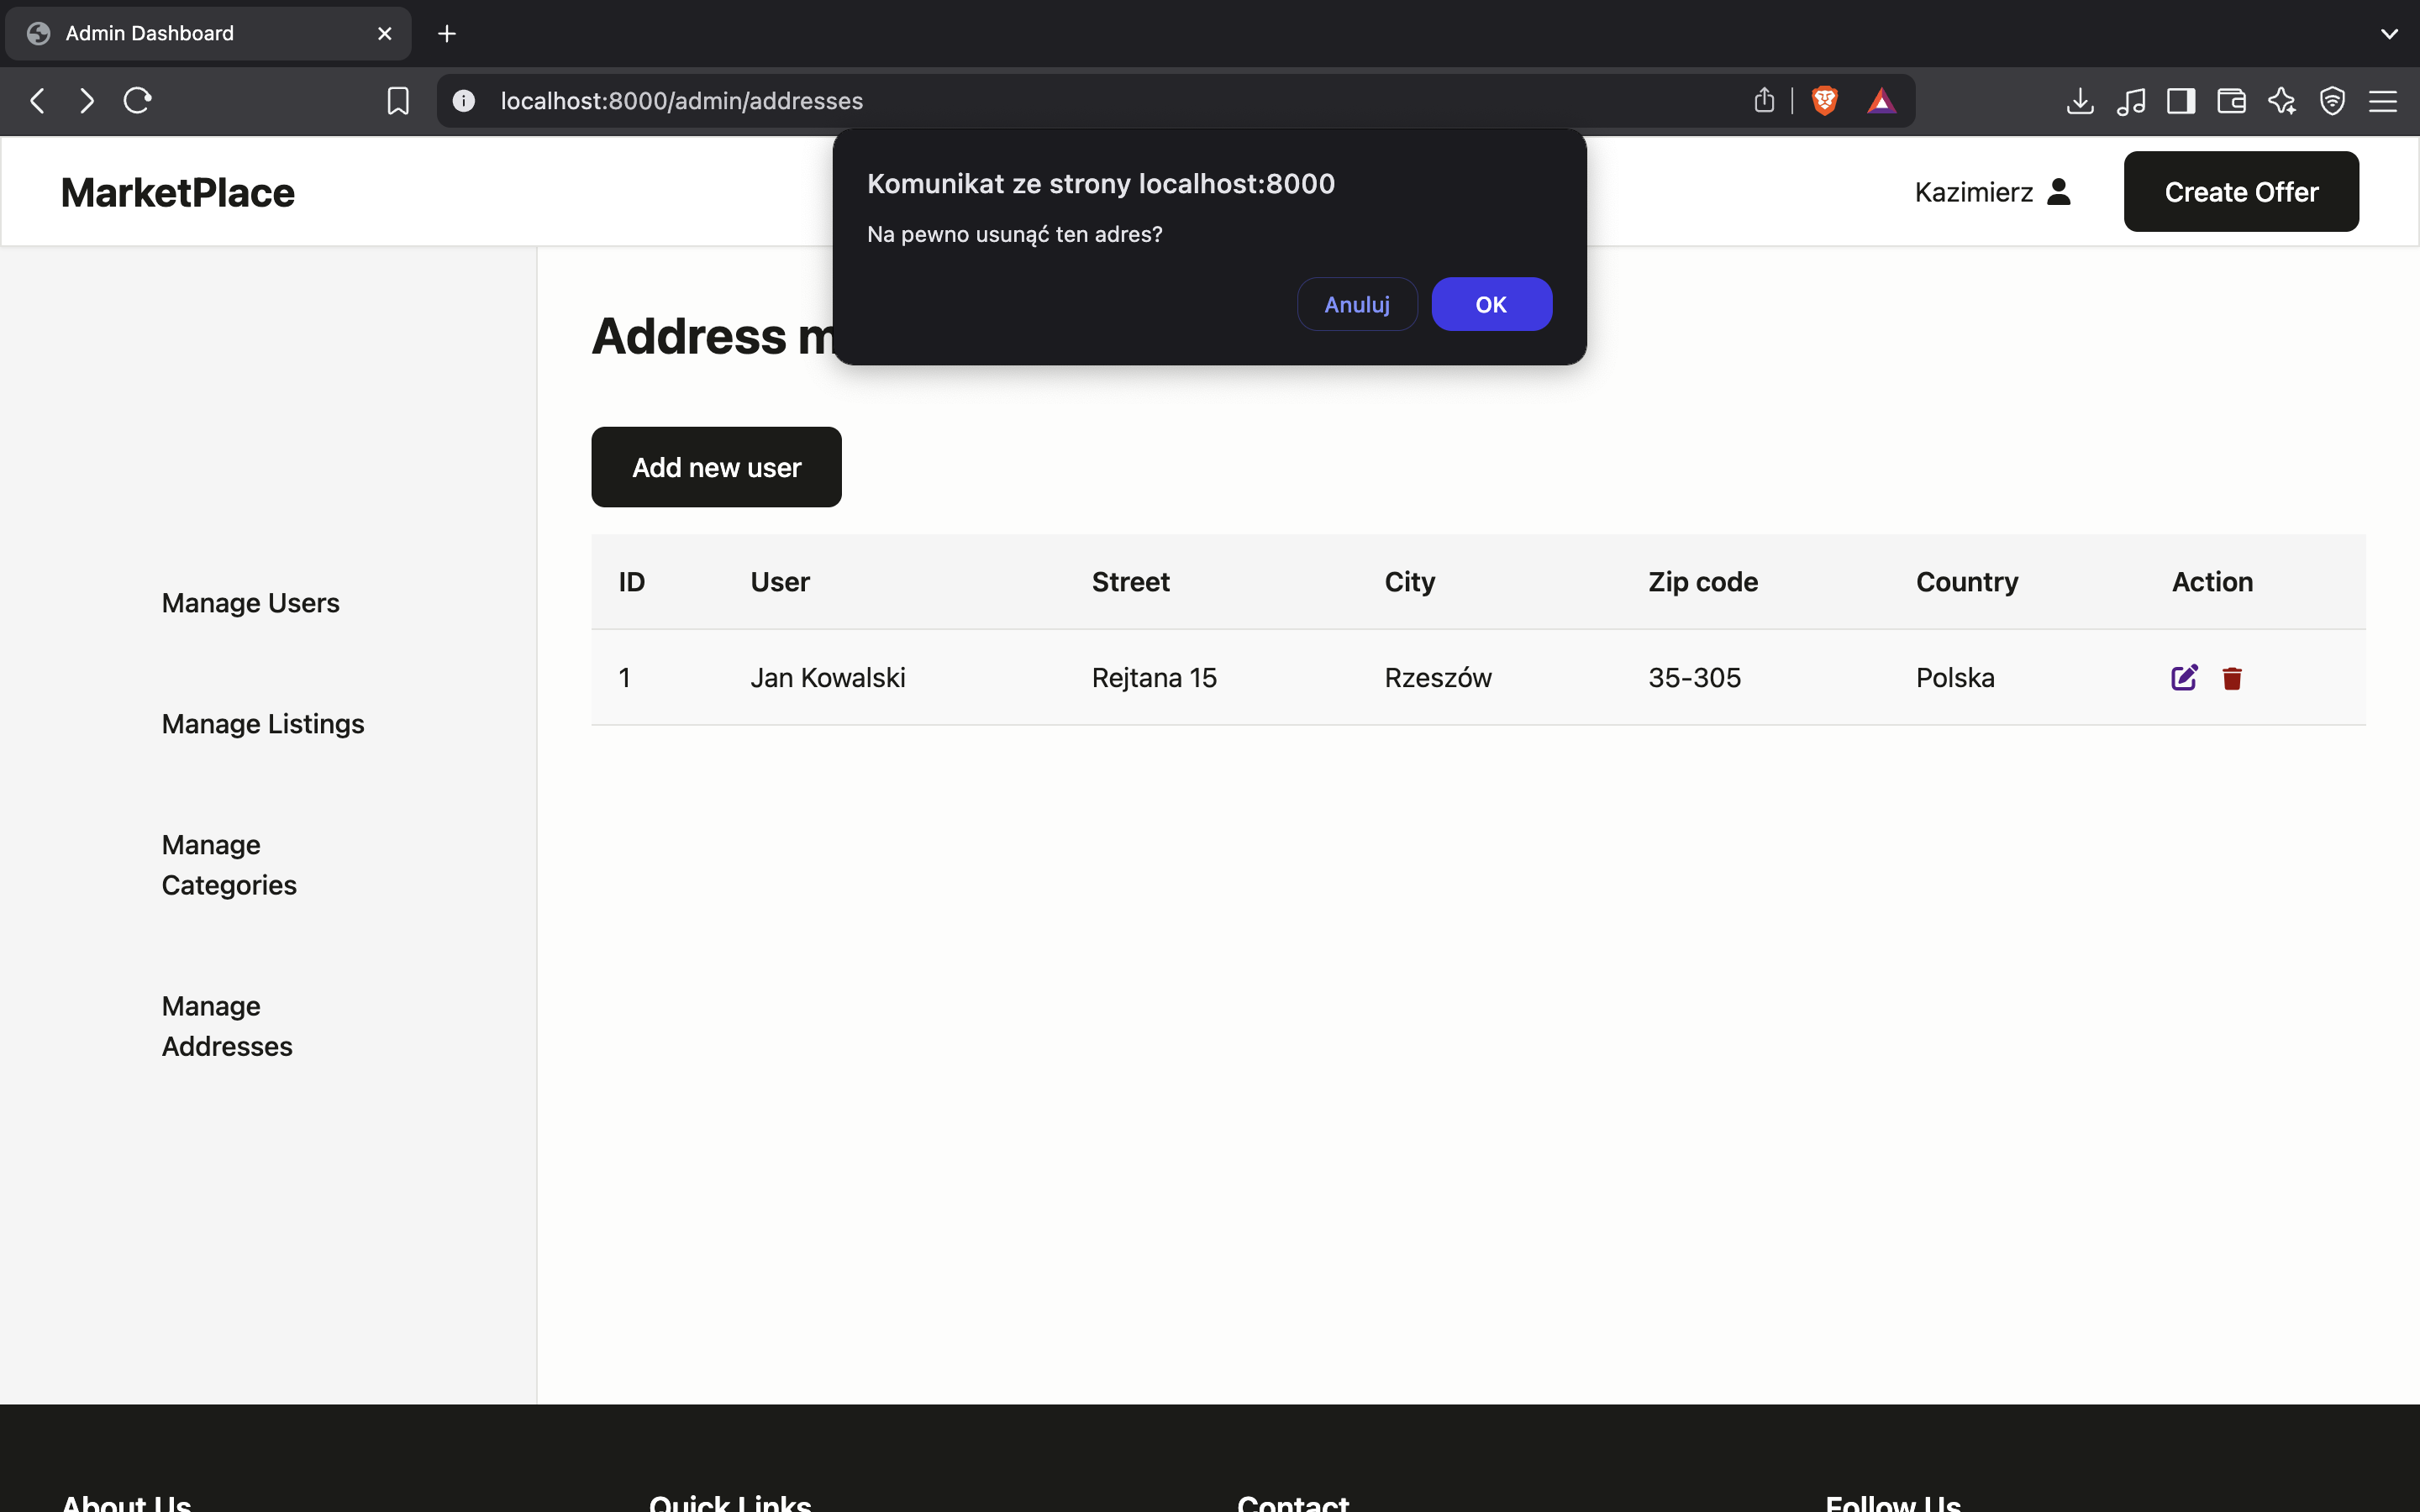 Admin Dashboard
localhost:8000/admin/addresses
MarketPlace
Kazimierz
Create Offer
Komunikat ze strony localhost:8000
Na pewno usunąć ten adres?
Anuluj
OK
Address m
Add new user
ID User Street City Zip code Country Action
1 Jan Kowalski Rejtana 15 Rzeszów 35-305 Polska
Manage Users
Manage Listings
Manage
Categories
Manage
Addresses
About Us Quick Links Contact Follow Us